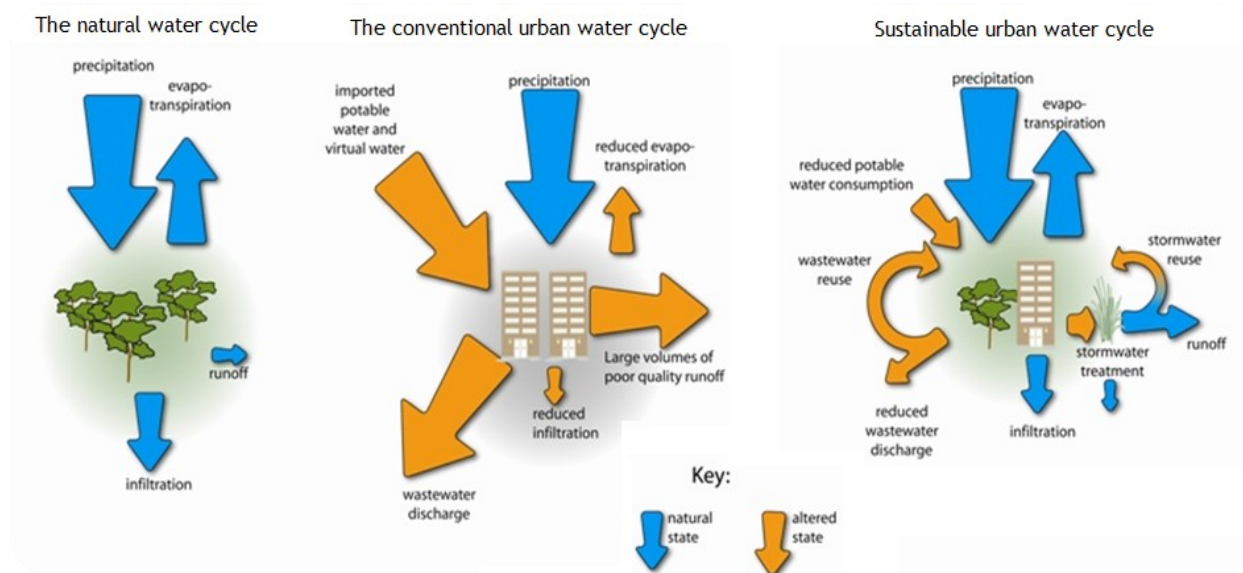 The natural water cycle
precipitation
evapo-
transpiration
runoff
infiltration
The conventional urban water cycle
imported
potable
water and
virtual water
precipitation
reduced evapo-
transpiration
Large volumes of
poor quality runoff
reduced
infiltration
wastewater
discharge
Sustainable urban water cycle
precipitation
evapo-
transpiration
reduced potable
water consumption
wastewater
reuse
stormwater
reuse
runoff
stormwater
treatment
infiltration
reduced
wastewater
discharge
Key:
natural
state
altered
state